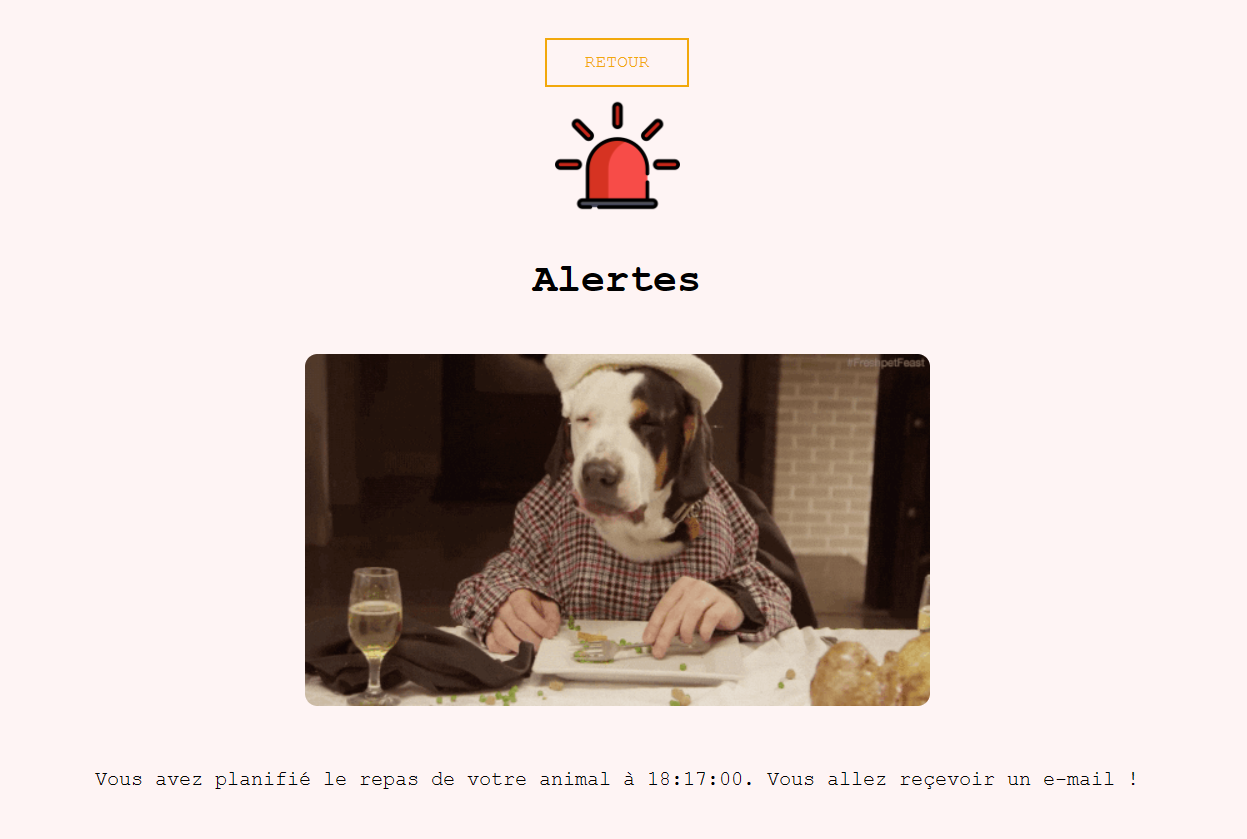 RETOUR
Alertes
#FreshpetFeast
Vous avez planifié le repas de votre animal à 18:17:00. Vous allez reçevoir un e-mail !